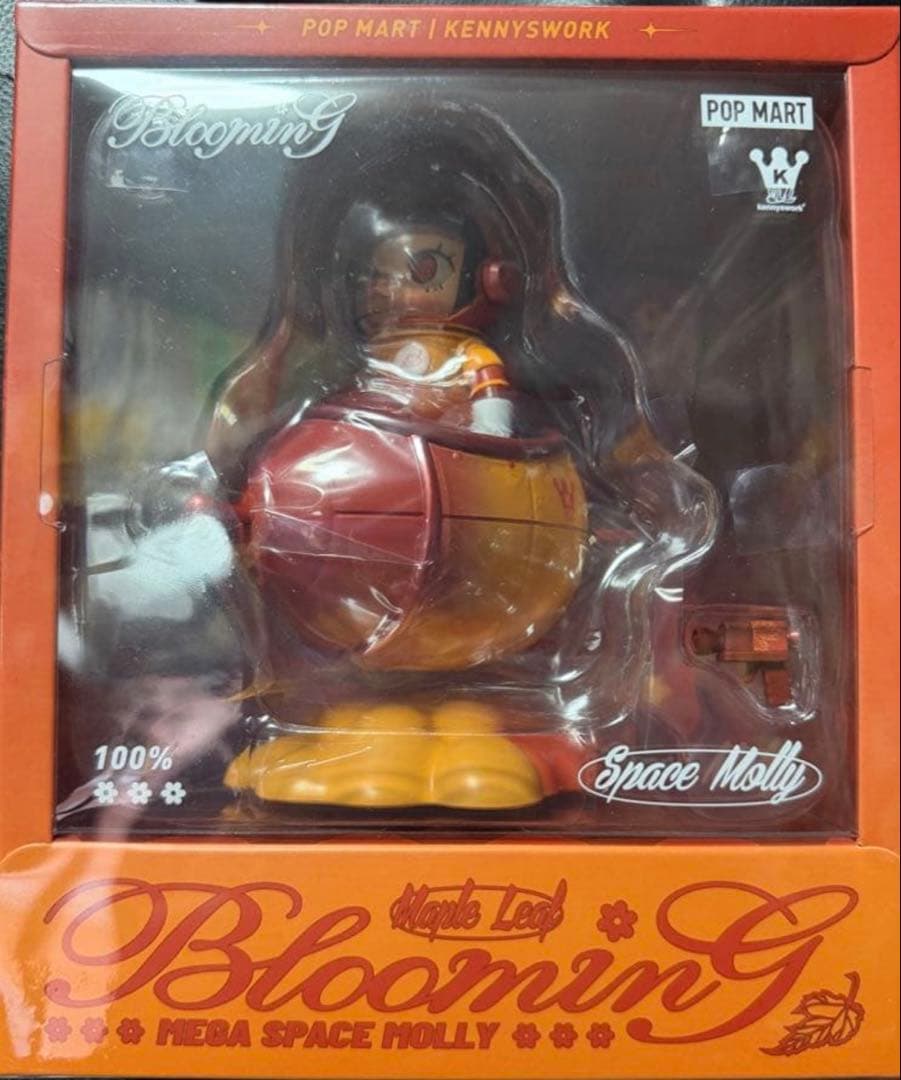 POP MART | KENNYSWORK
BloominG
POP MART
K
kennyswork
100%
Space Molly
Maple Leaf
BloominG
MEGA SPACE MOLLY